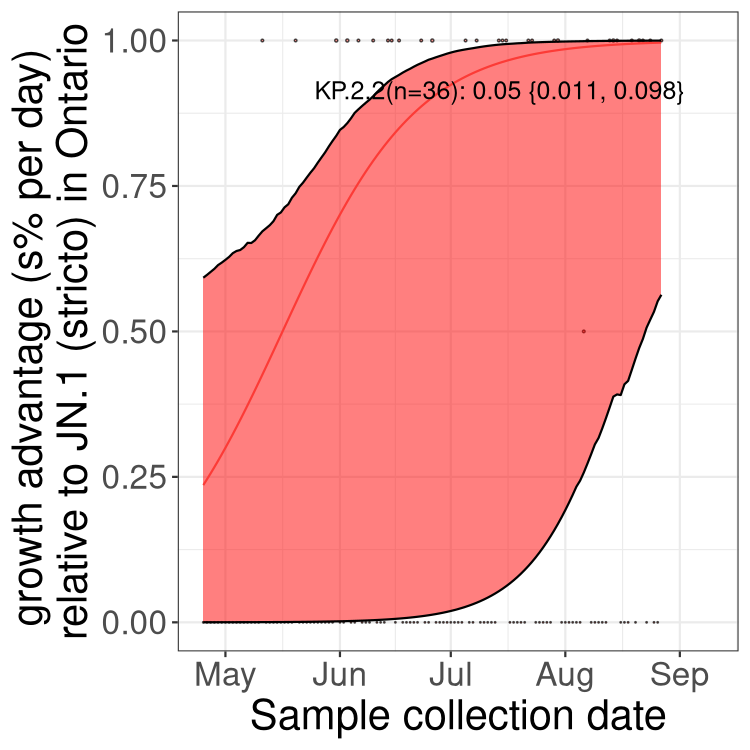 growth advantage (s% per day)
relative to JN.1 (stricto) in Ontario
1.00
0.75
0.50
0.25
0.00
KP.2.2(n=36): 0.05 {0.011, 0.098}
May Jun Jul Aug Sep
Sample collection date